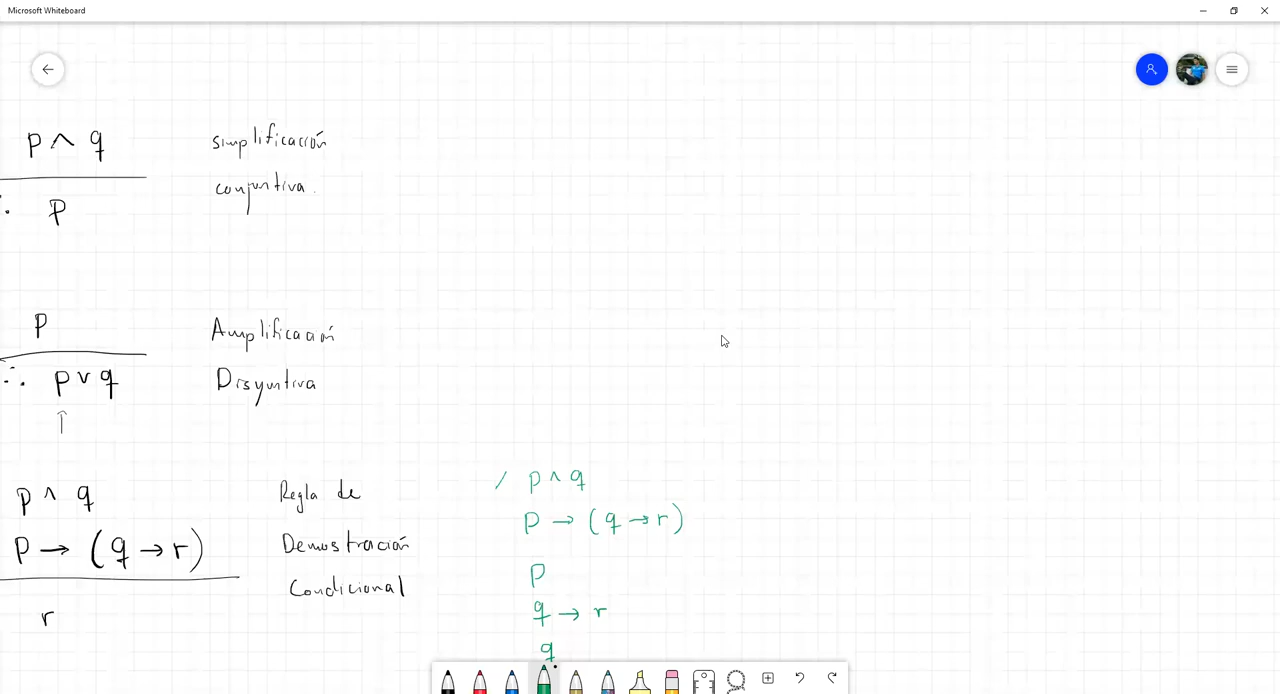 Microsoft Whiteboard
p ∧ q
simplificación
conjuntiva.
∴ p
p
Amplificación
∴ p ∨ q
Disyuntiva
↑
p ∧ q
Regla de
p → (q → r)
Demostración
Condicional
r
/ p ∧ q
p → (q → r)
p
q → r
q